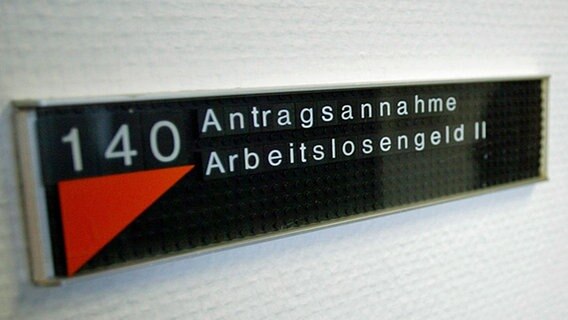 140
Antragsannahme
Arbeitslosengeld II